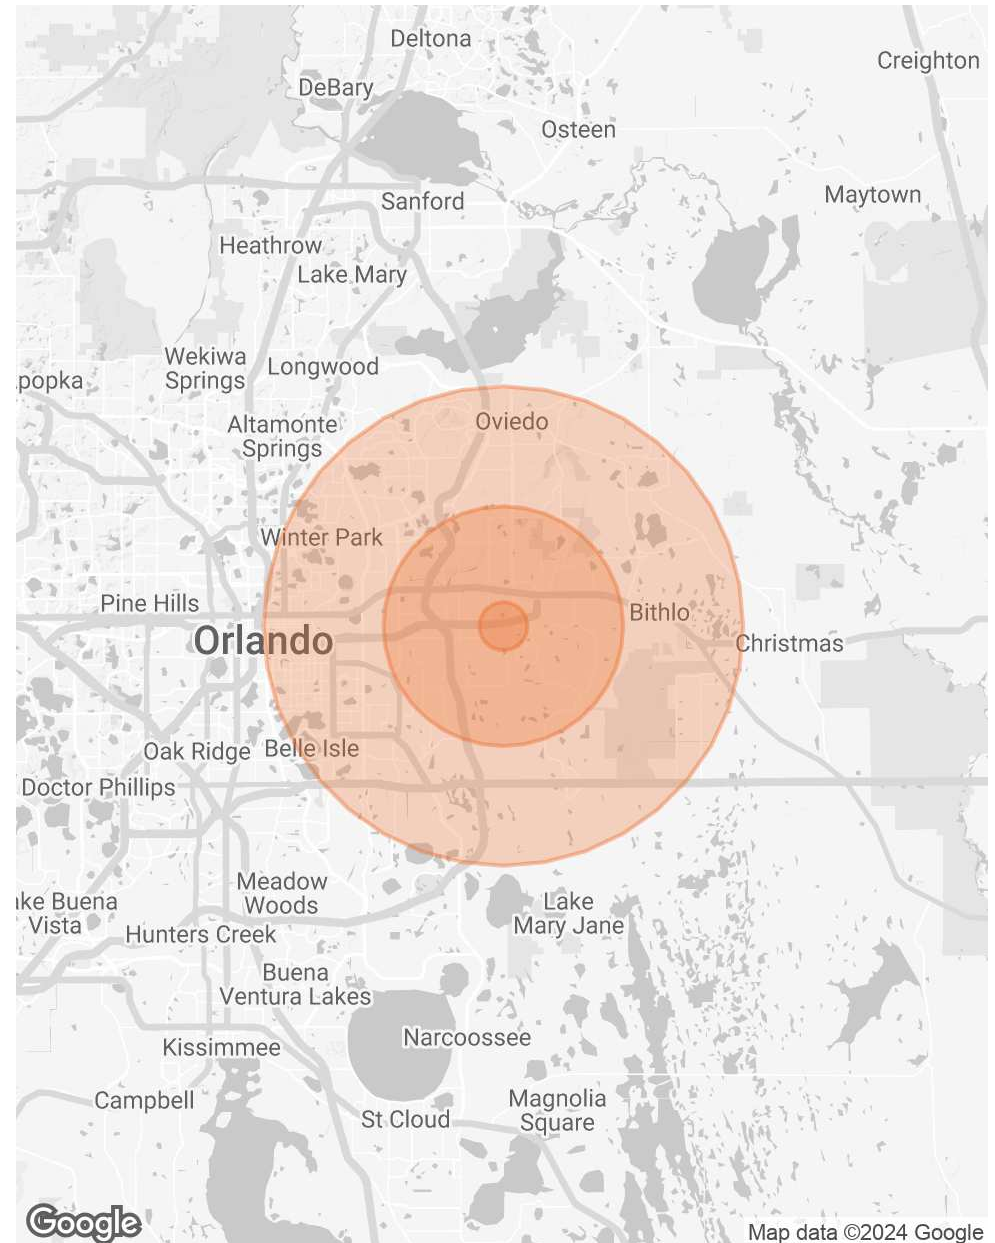 Deltona
Creighton
DeBary
Osteen
Maytown
Sanford
Heathrow
Lake Mary
Wekiwa
Springs
Longwood
popka
Altamonte
Springs
Oviedo
Winter Park
Pine Hills
Bithlo
Orlando
Christmas
Oak Ridge
Belle Isle
Doctor Phillips
Meadow
Woods
ake Buena
Vista
Lake
Mary Jane
Hunters Creek
Buena
Ventura Lakes
Narcoossee
Kissimmee
Campbell
Magnolia
Square
St Cloud
Google
Map data ©2024 Google